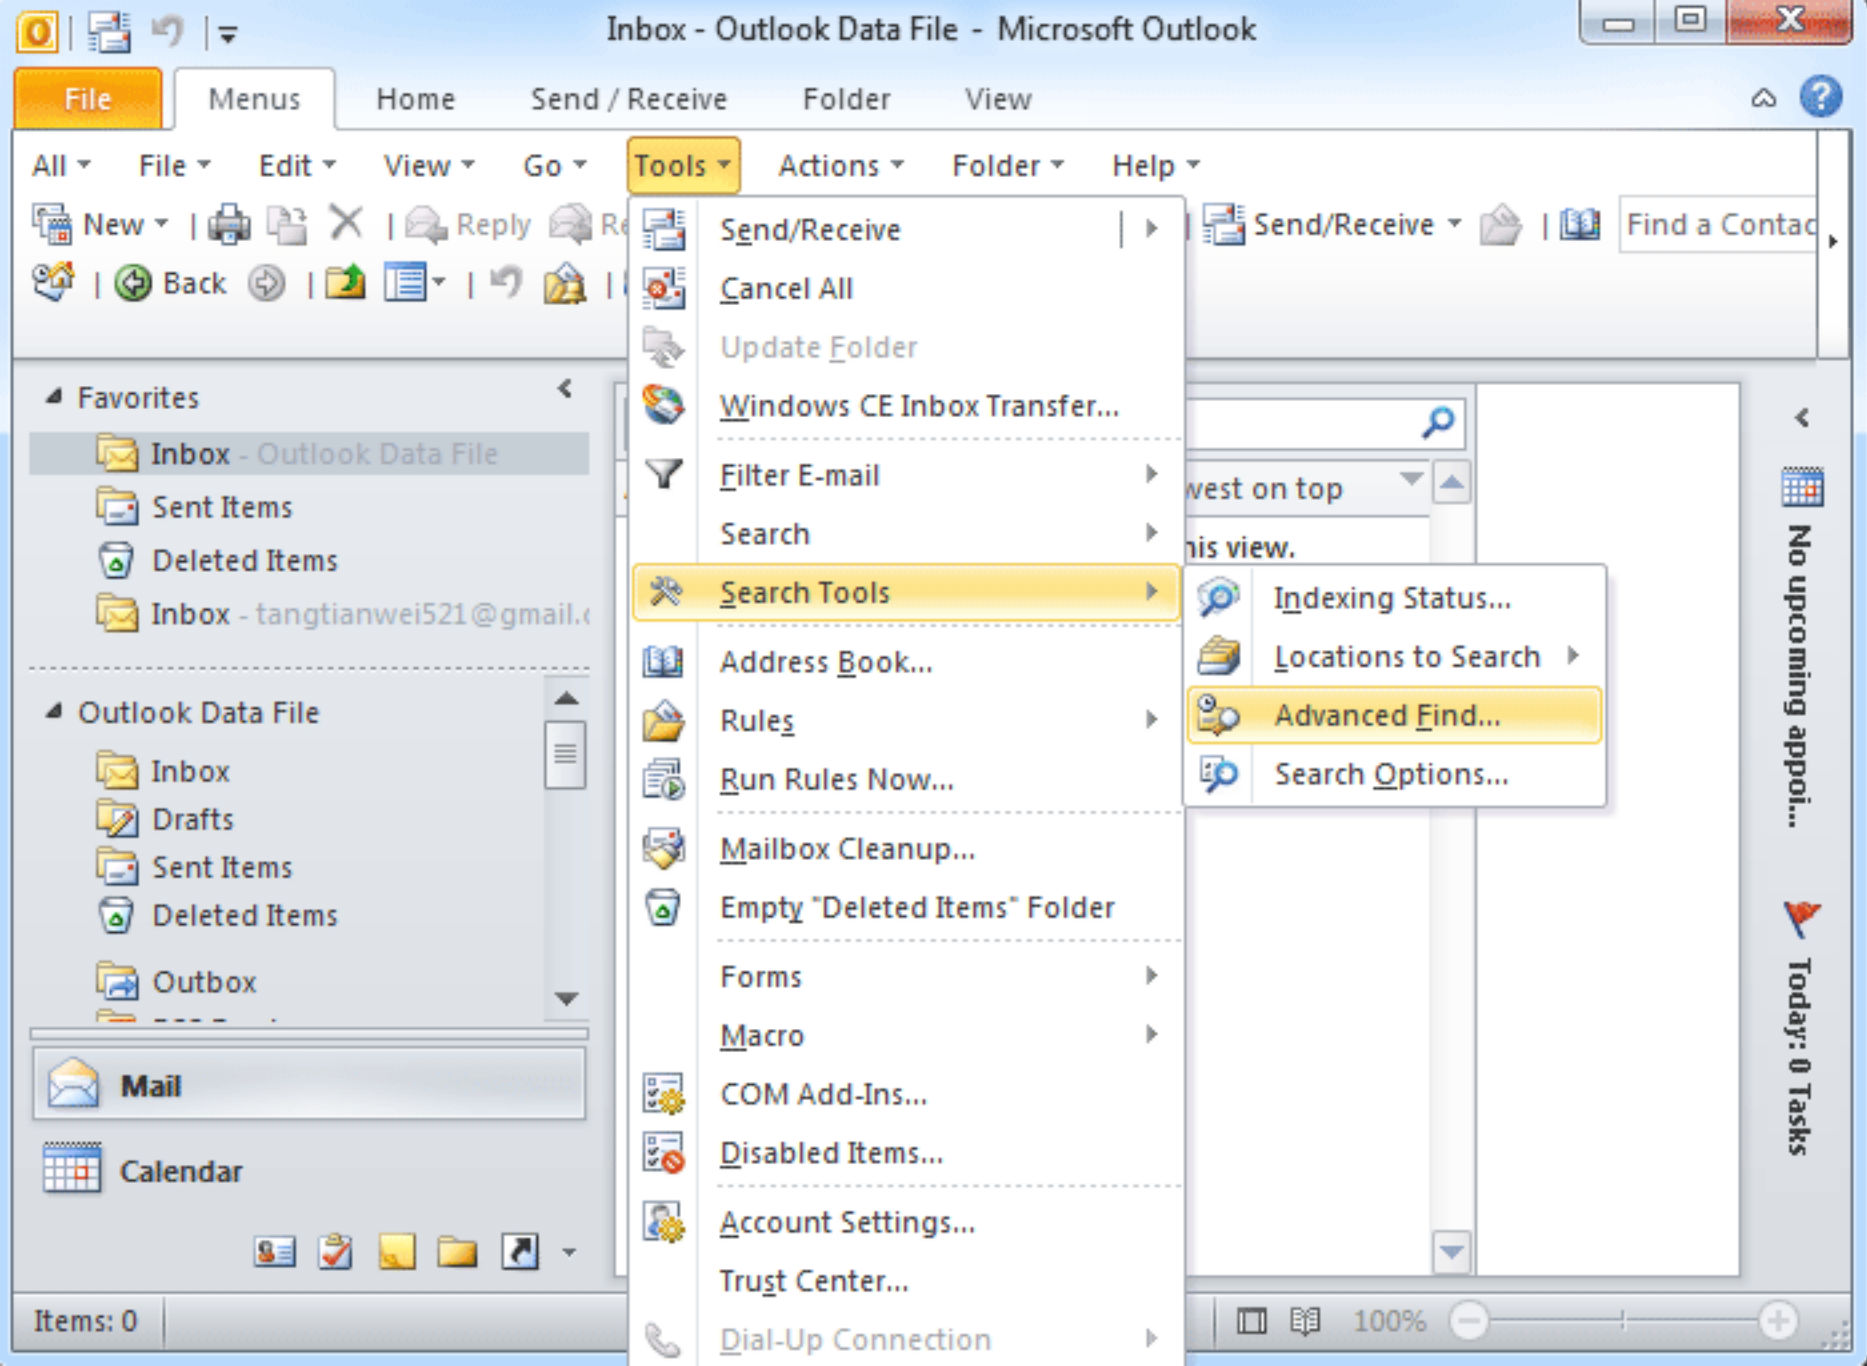 Inbox - Outlook Data File - Microsoft Outlook
File Menus Home Send / Receive Folder View
All File Edit View Go Tools Actions Folder Help
New Reply Re Send/Receive Find a Contac
Back
Send/Receive
Cancel All
Update Folder
Windows CE Inbox Transfer...
Filter E-mail
Search
Search Tools
Address Book...
Rules
Run Rules Now...
Mailbox Cleanup...
Empty "Deleted Items" Folder
Forms
Macro
COM Add-Ins...
Disabled Items...
Account Settings...
Trust Center...
Dial-Up Connection
Indexing Status...
Locations to Search
Advanced Find...
Search Options...
Favorites
Inbox - Outlook Data File
Sent Items
Deleted Items
Inbox - tangtianwei521@gmail.c
Outlook Data File
Inbox
Drafts
Sent Items
Deleted Items
Outbox
Mail
Calendar
west on top
his view.
No upcoming appoi...
Today: 0 Tasks
Items: 0
100%